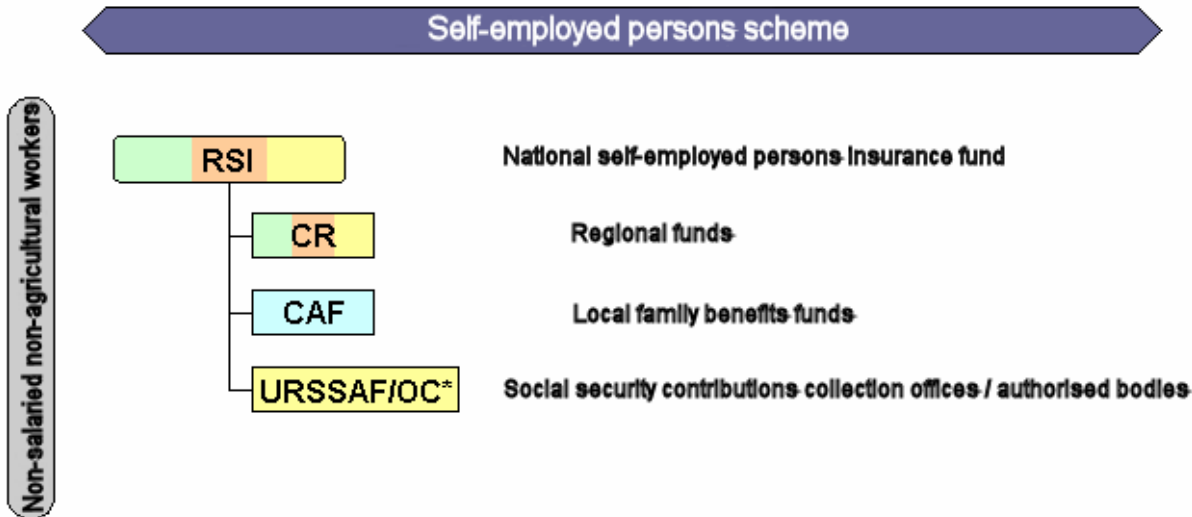 Self-employed persons scheme
Non-salaried non-agricultural workers
RSI National self-employed persons insurance fund
CR Regional funds
CAF Local family benefits funds
URSSAF/OC* Social security contributions collection offices / authorised bodies